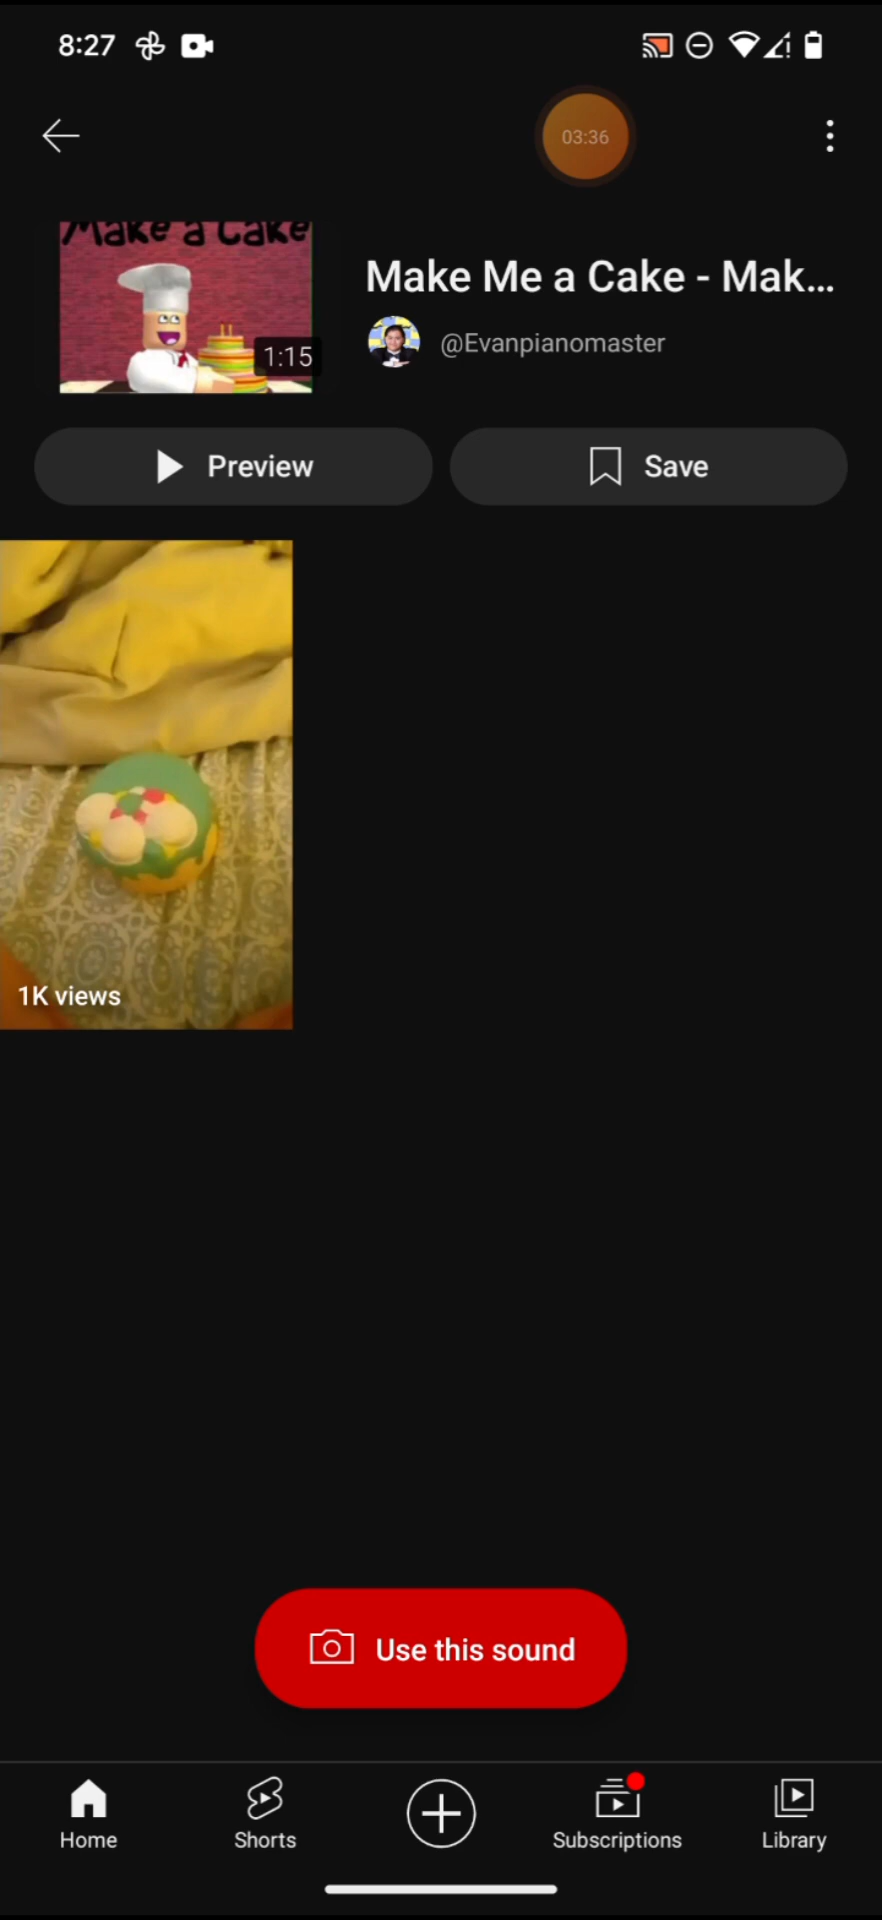 8:27
03:36
Make a Cake
1:15
Make Me a Cake - Mak...
@Evanpianomaster
Preview
Save
1K views
Use this sound
Home
Shorts
Subscriptions
Library